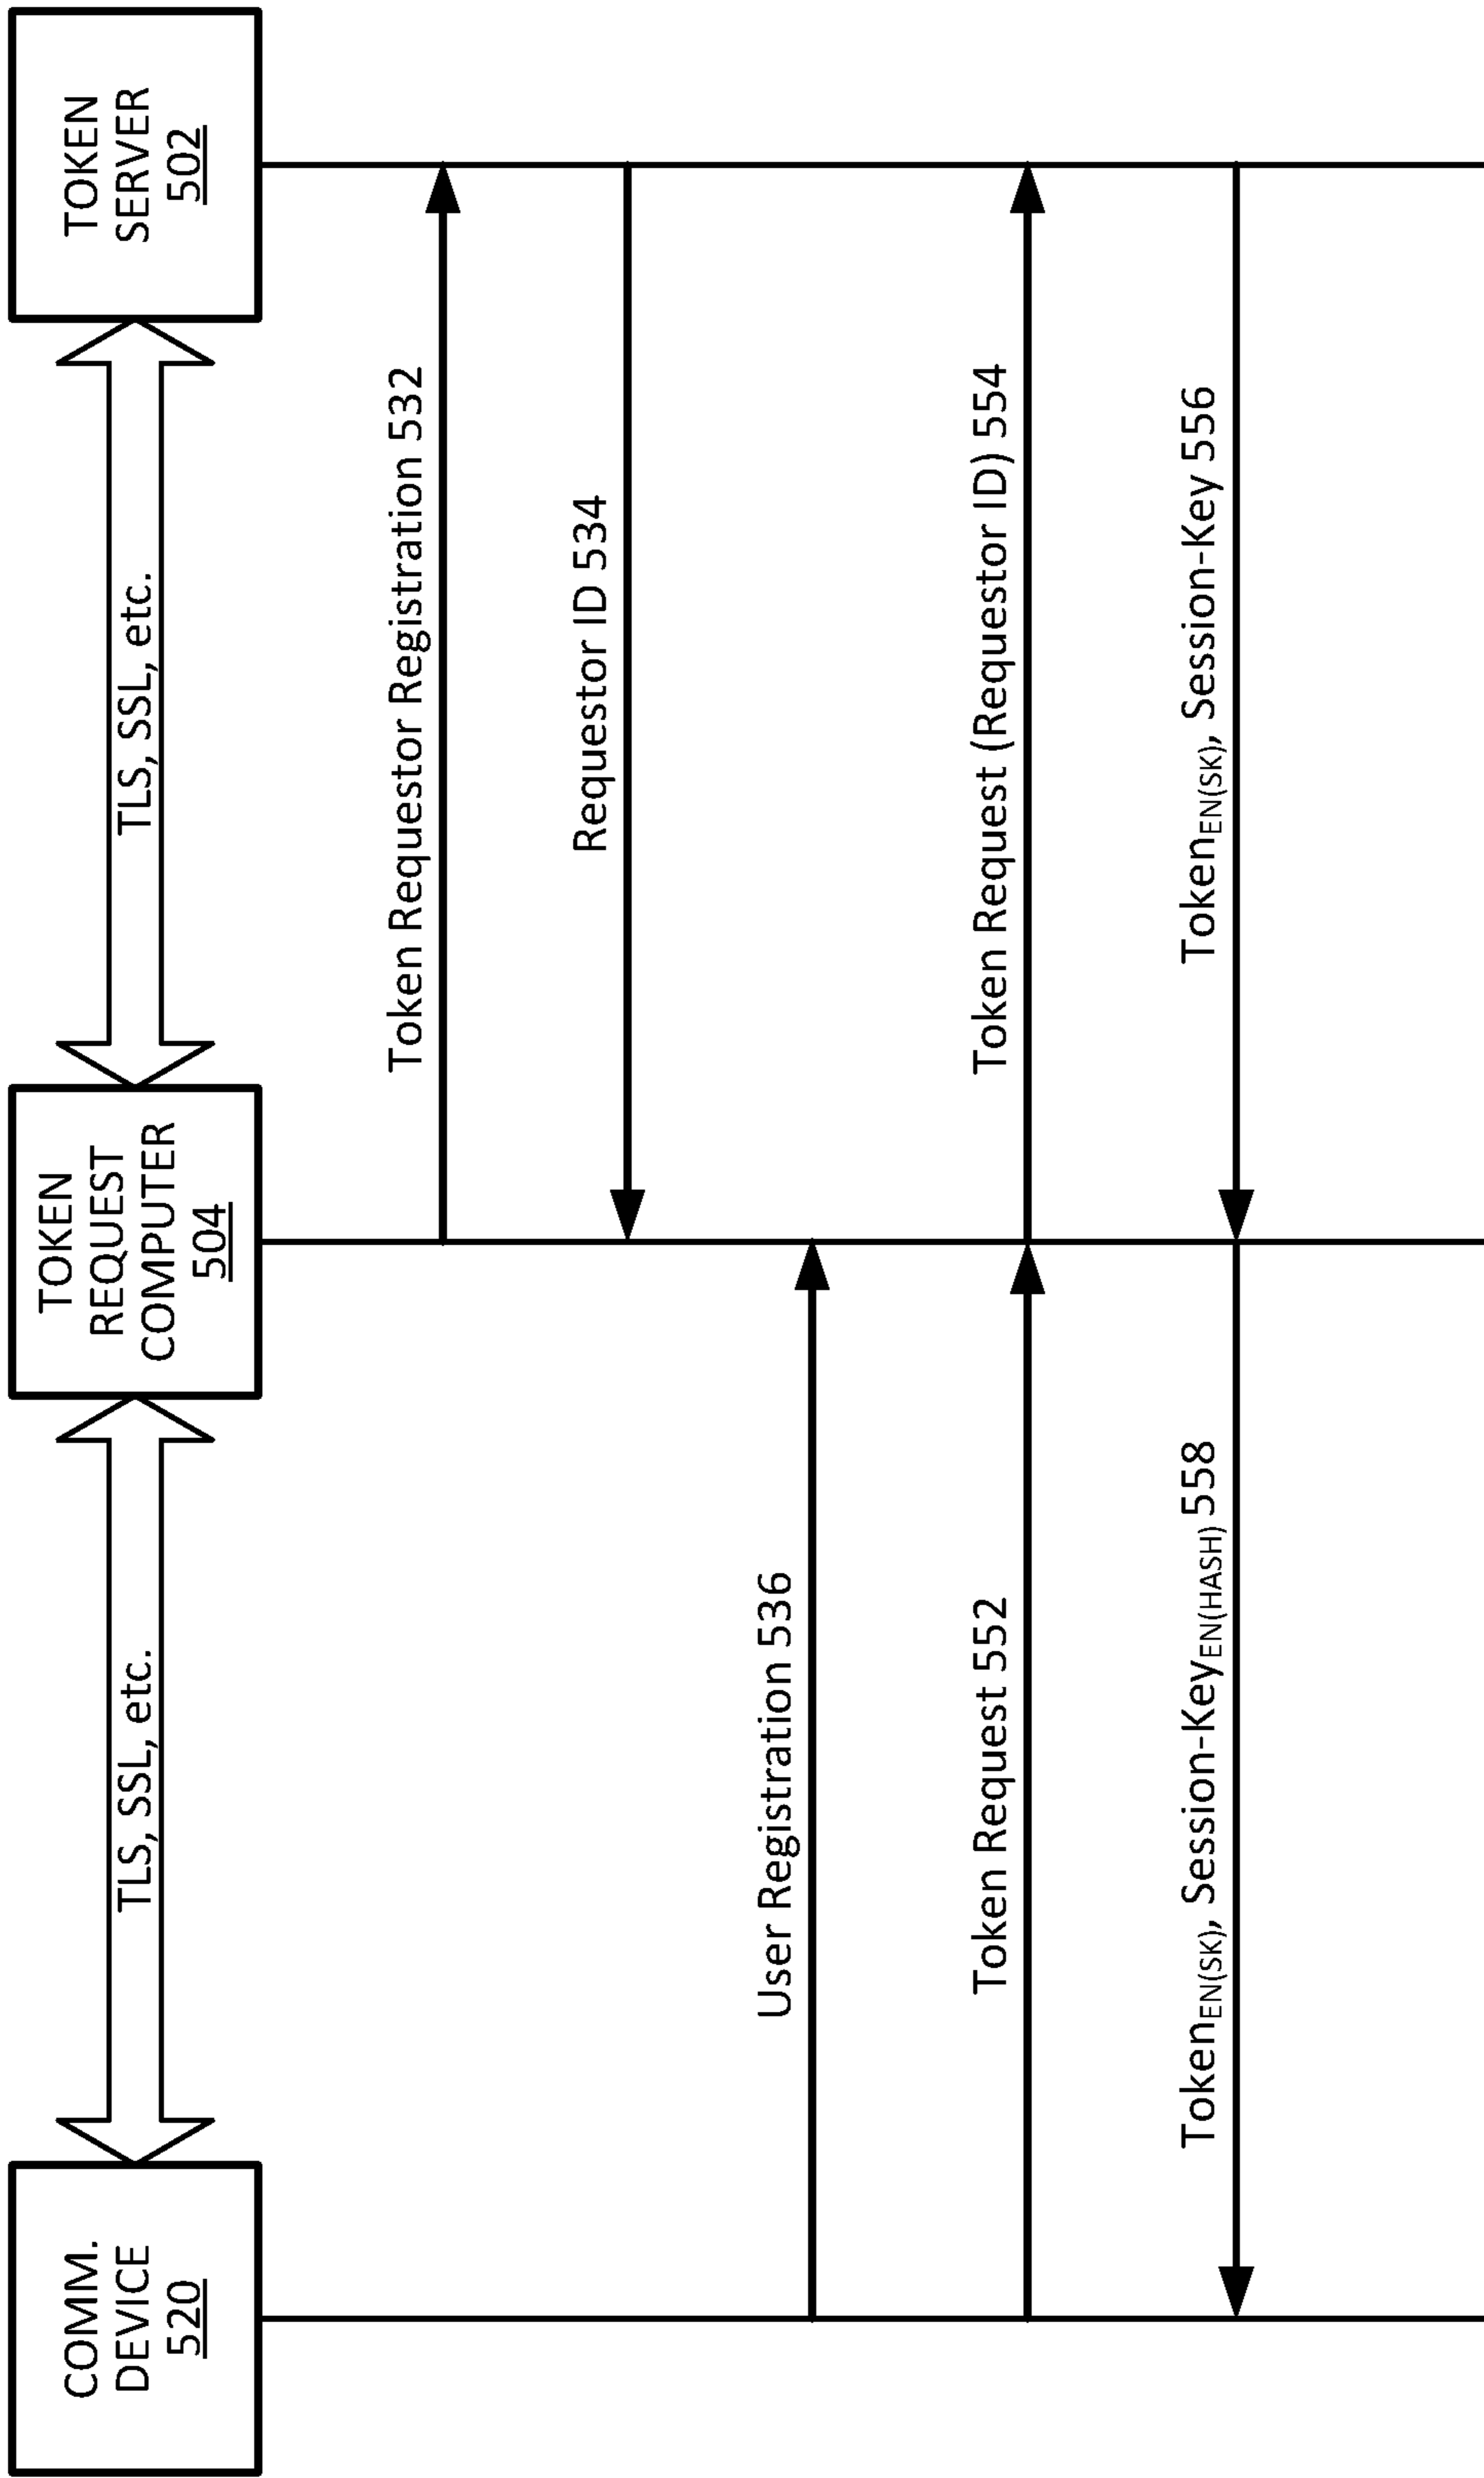 COMM.
DEVICE
520
TLS, SSL, etc.
TOKEN
REQUEST
COMPUTER
504
TLS, SSL, etc.
TOKEN
SERVER
502
Token Requestor Registration 532
Requestor ID 534
User Registration 536
Token Request 552
Token Request (Requestor ID) 554
TokenEN(SK), Session-Key 556
TokenEN(SK), Session-KeyEN(HASH) 558